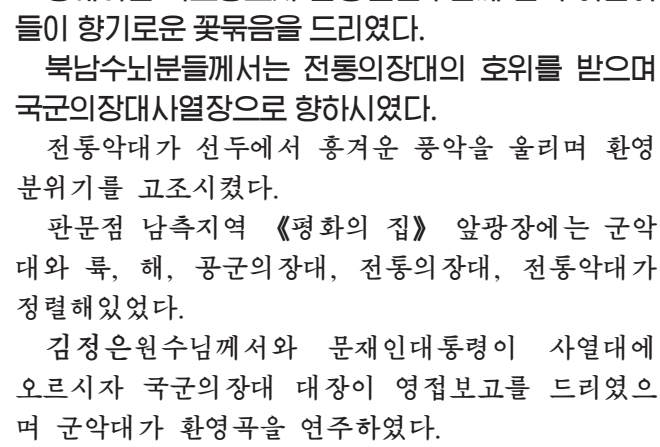 들이 향기로운 꽃묶음을 드리였다.
북남수뇌분들께서는 전통의장대의 호위를 받으며
국군의장대사열장으로 향하시였다.
전통악대가 선두에서 흥겨운 풍악을 울리며 환영
분위기를 고조시켰다.
판문점 남측지역 《평화의 집》 앞광장에는 군악
대와 륙, 해, 공군의장대, 전통의장대, 전통악대가
정렬해있었다.
김정은원수님께서와 문재인대통령이 사열대에
오르시자 국군의장대 대장이 영접보고를 드리였으
며 군악대가 환영곡을 연주하였다.